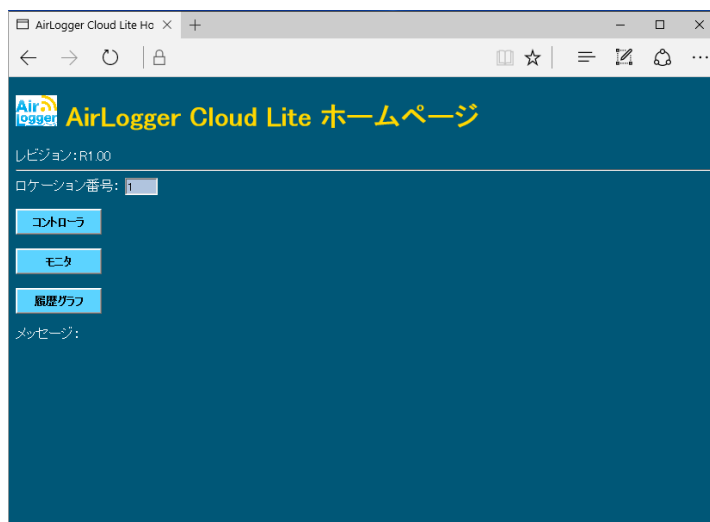 AirLogger Cloud Lite Ho
Air
logger
AirLogger Cloud Lite ホームページ
レビジョン:R1.00
ロケーション番号: 1
コントローラ
モニタ
履歴グラフ
メッセージ: